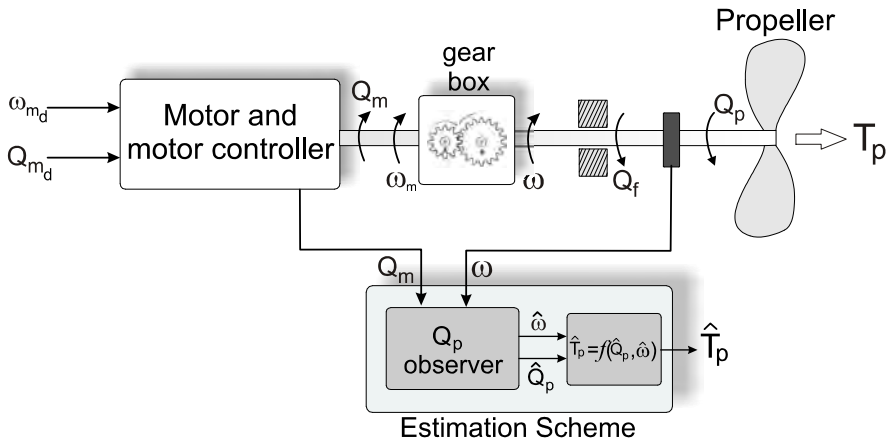 Propeller
gear
box
Q_m
ω_{m_d}
Q_{m_d}
Motor and
motor controller
ω_m
ω
Q_f
Q_p
T_p
Q_m
ω
Q_p
observer
ω̂
Q̂_p
T̂_p=f(Q̂_p,ω̂)
T̂_p
Estimation Scheme